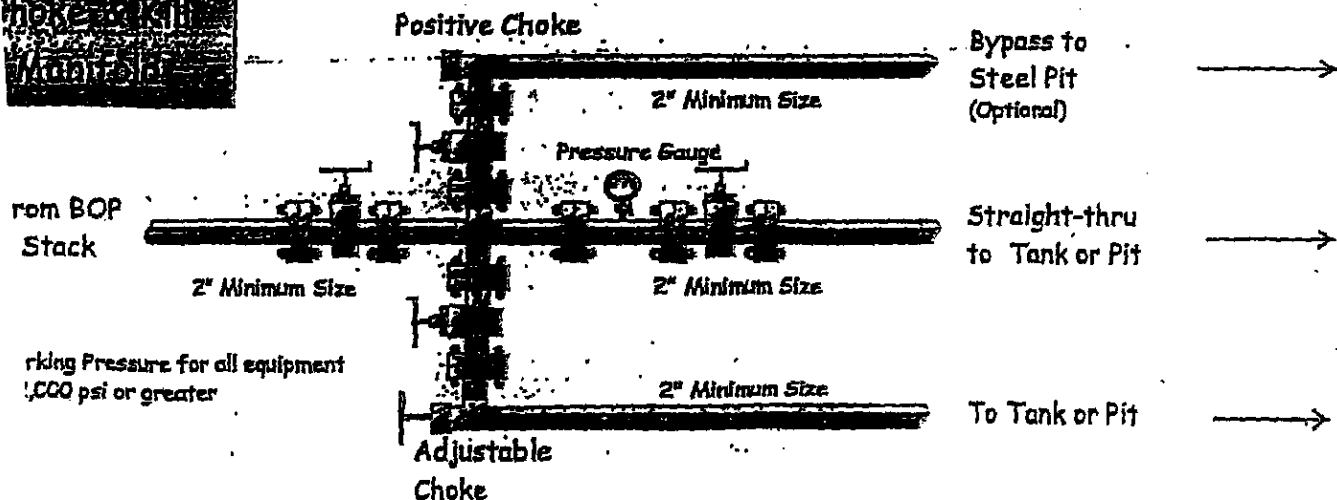 Manifold
Positive Choke
Bypass to
Steel Pit
(Optional)
2" Minimum Size
Pressure Gauge
rom BOP
Stack
Straight-thru
to Tank or Pit
2" Minimum Size
2" Minimum Size
rking Pressure for all equipment
,000 psi or greater
2" Minimum Size
To Tank or Pit
Adjustable
Choke